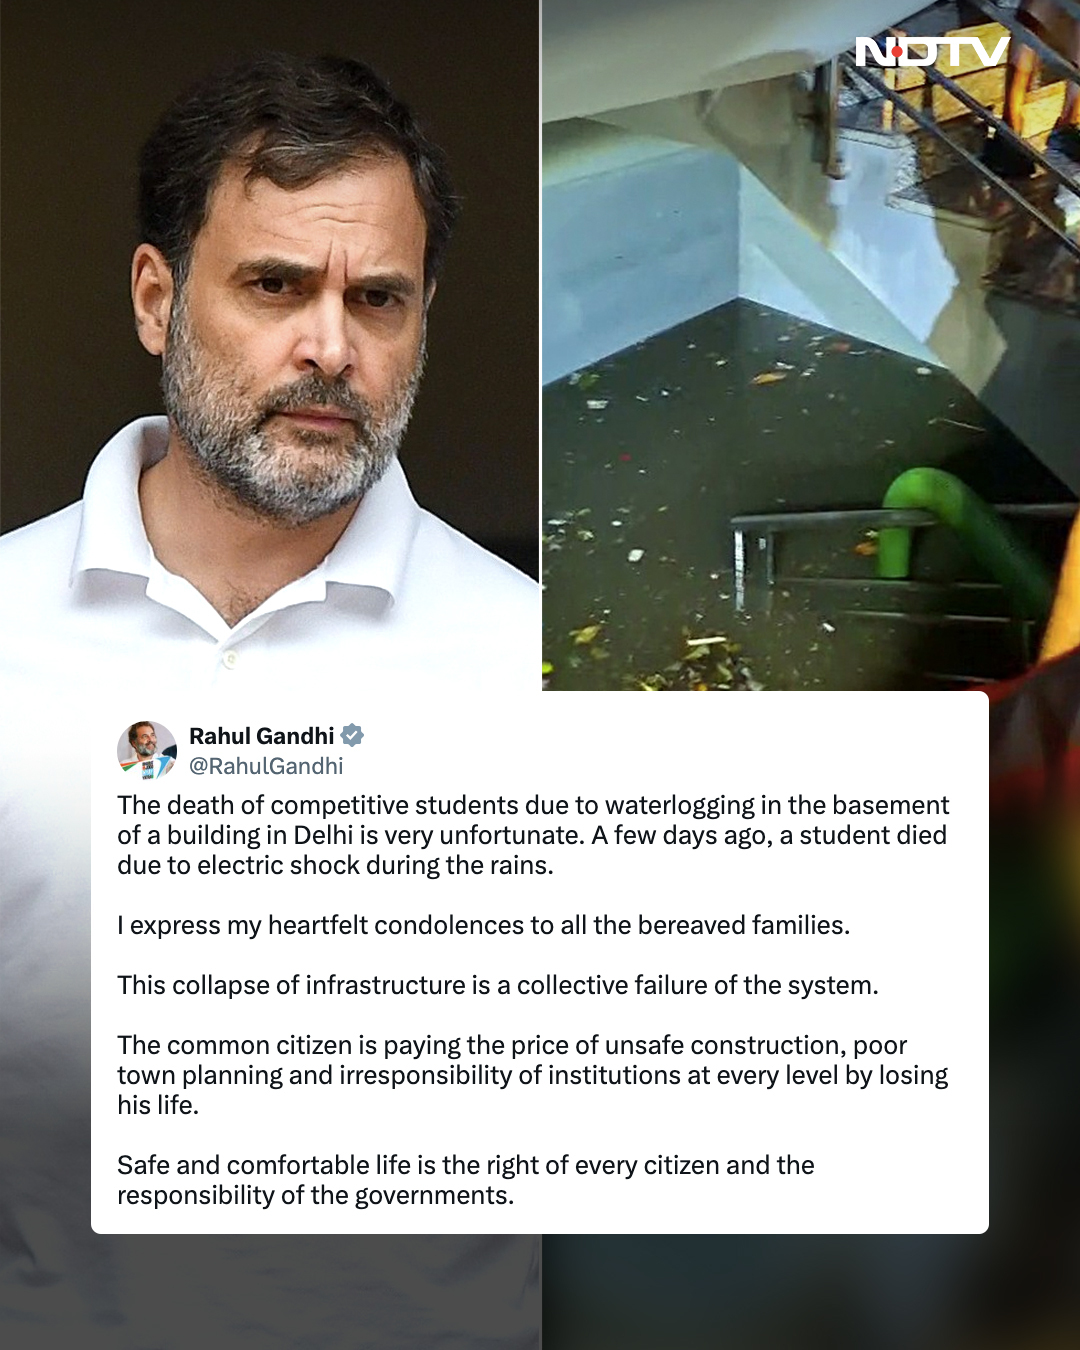 NDTV
Rahul Gandhi
@RahulGandhi
The death of competitive students due to waterlogging in the basement
of a building in Delhi is very unfortunate. A few days ago, a student died
due to electric shock during the rains.
I express my heartfelt condolences to all the bereaved families.
This collapse of infrastructure is a collective failure of the system.
The common citizen is paying the price of unsafe construction, poor
town planning and irresponsibility of institutions at every level by losing
his life.
Safe and comfortable life is the right of every citizen and the
responsibility of the governments.